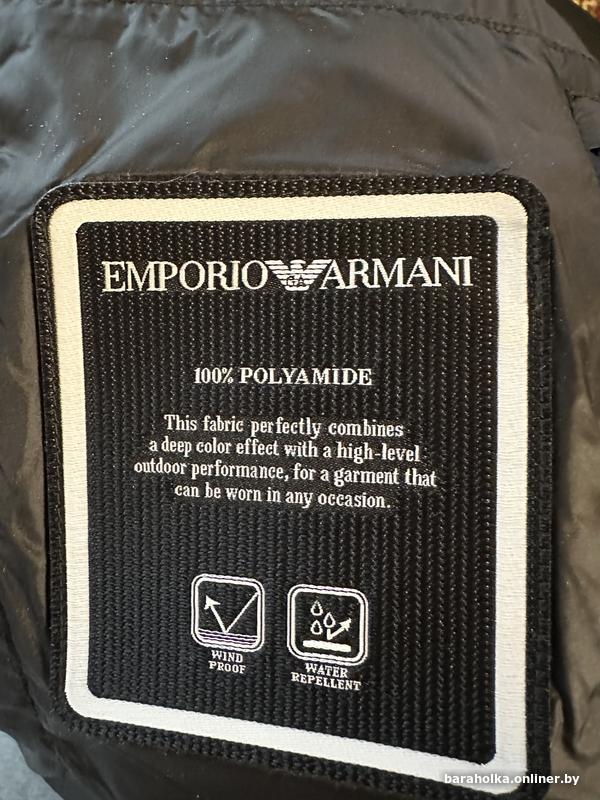 EMPORIO ARMANI
100% POLYAMIDE
This fabric perfectly combines
a deep color effect with a high-level
outdoor performance, for a garment that
can be worn in any occasion.
WIND
PROOF
WATER
REPELLENT
baraholka.onliner.by